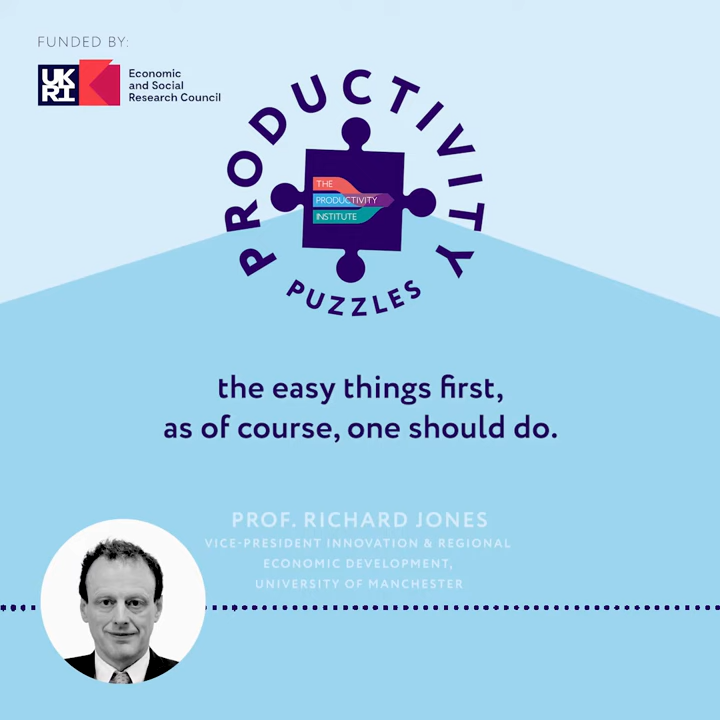 FUNDED BY:
UK
RI
Economic
and Social
Research Council
PRODUCTIVITY
THE
PRODUCTIVITY
INSTITUTE
PUZZLES
the easy things first,
as of course, one should do.
PROF. RICHARD JONES
VICE-PRESIDENT INNOVATION & REGIONAL
ECONOMIC DEVELOPMENT,
UNIVERSITY OF MANCHESTER